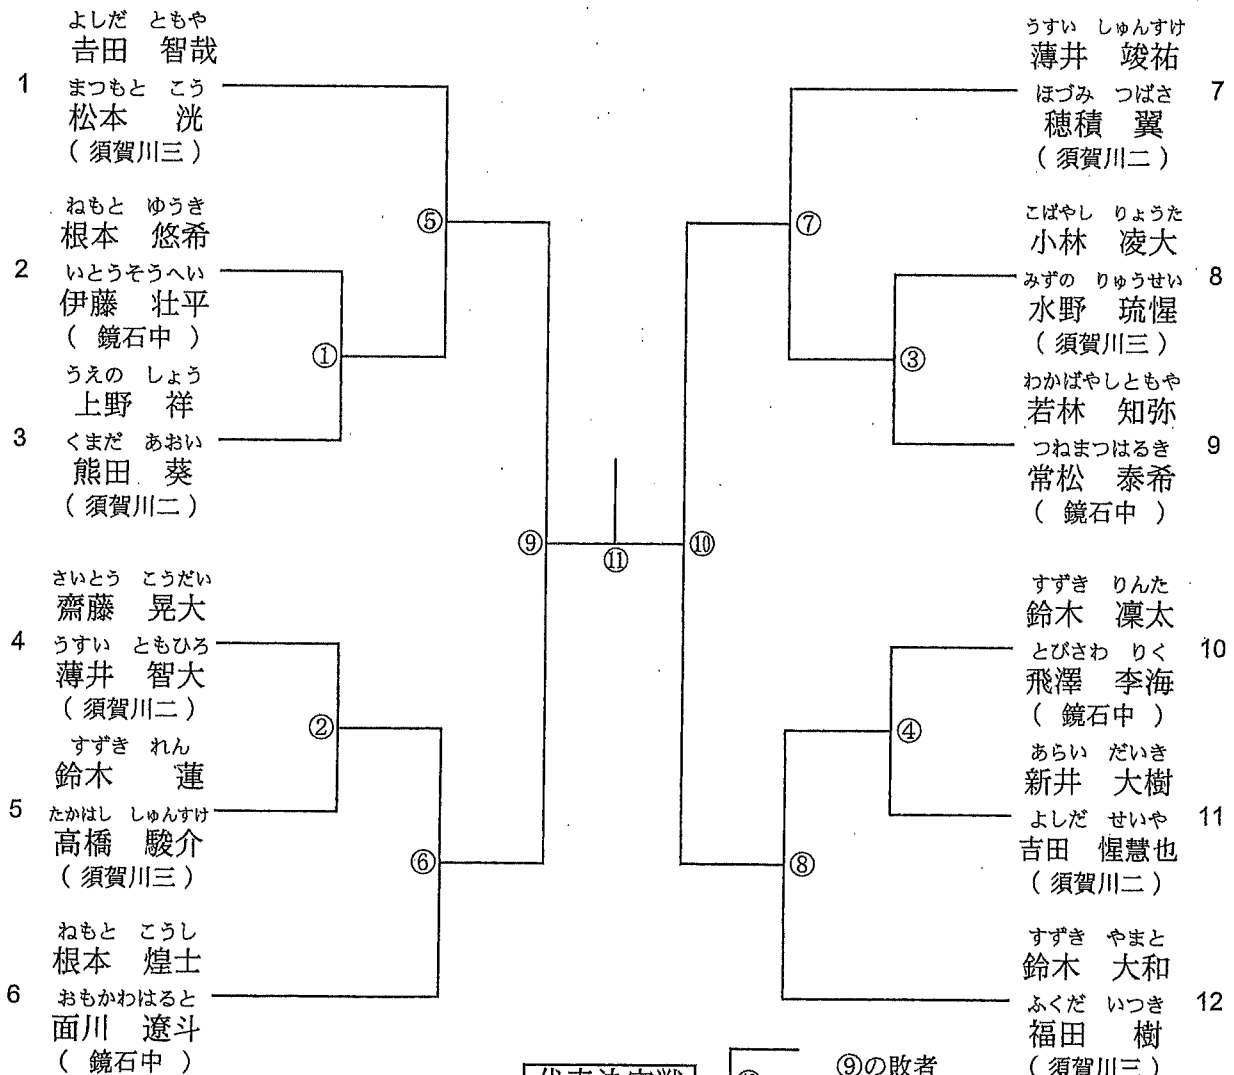 よしだ ともや
吉田 智哉
1 まつもと こう
松本 洸
( 須賀川三 )
ねもと ゆうき
根本 悠希
2 いとうそうへい
伊藤 壮平
( 鏡石中 )
うえの しょう
上野 祥
3 くまだ あおい
熊田 葵
( 須賀川二 )
さいとう こうだい
齋藤 晃大
4 うすい ともひろ
薄井 智大
( 須賀川二 )
すずき れん
鈴木 蓮
5 たかはし しゅんすけ
高橋 駿介
( 須賀川三 )
ねもと こうし
根本 煌士
6 おもかわはると
面川 遼斗
( 鏡石中 )
①
②
⑤
⑥
⑨
⑪
⑩
⑦
⑧
③
④
うすい しゅんすけ
薄井 竣祐
ほづみ つばさ 7
穂積 翼
( 須賀川二 )
こばやし りょうた
小林 凌大
みずの りゅうせい 8
水野 琉惺
( 須賀川三 )
わかばやしともや
若林 知弥
つねまつはるき 9
常松 泰希
( 鏡石中 )
すずき りんた
鈴木 凜太
とびさわ りく 10
飛澤 李海
( 鏡石中 )
あらい だいき
新井 大樹
よしだ せいや 11
吉田 惺慧也
( 須賀川二 )
すずき やまと
鈴木 大和
ふくだ いつき 12
福田 樹
( 須賀川三 )
代表決定戦
⑨の敗者